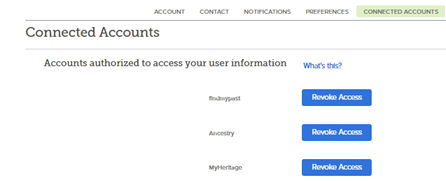 ACCOUNT CONTACT NOTIFICATIONS PREFERENCES CONNECTED ACCOUNTS
Connected Accounts
Accounts authorized to access your user information What's this?
findmypast Revoke Access
Ancestry Revoke Access
MyHeritage Revoke Access